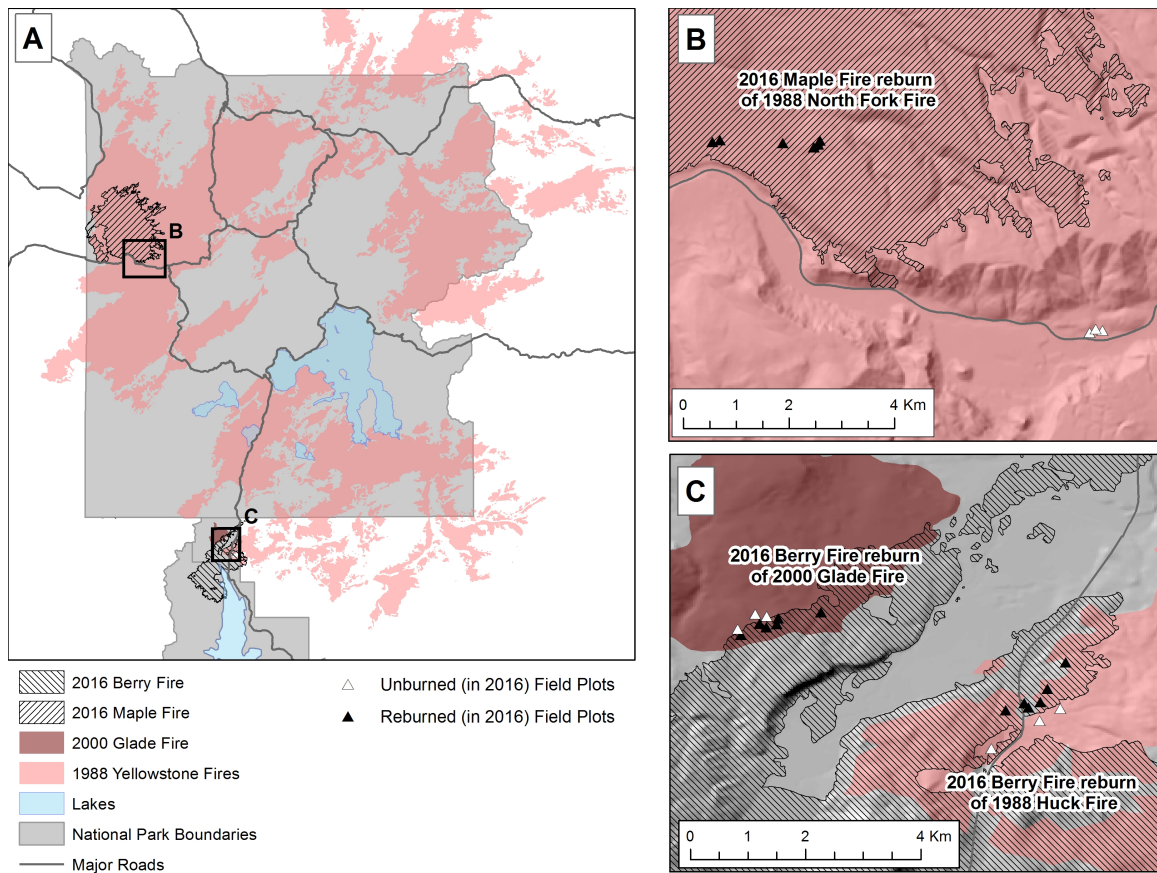 A
B
C
B
2016 Maple Fire reburn
of 1988 North Fork Fire
0 1 2 4 Km
C
2016 Berry Fire reburn
of 2000 Glade Fire
2016 Berry Fire reburn
of 1988 Huck Fire
0 1 2 4 Km
2016 Berry Fire
2016 Maple Fire
2000 Glade Fire
1988 Yellowstone Fires
Lakes
National Park Boundaries
Major Roads
Unburned (in 2016) Field Plots
Reburned (in 2016) Field Plots